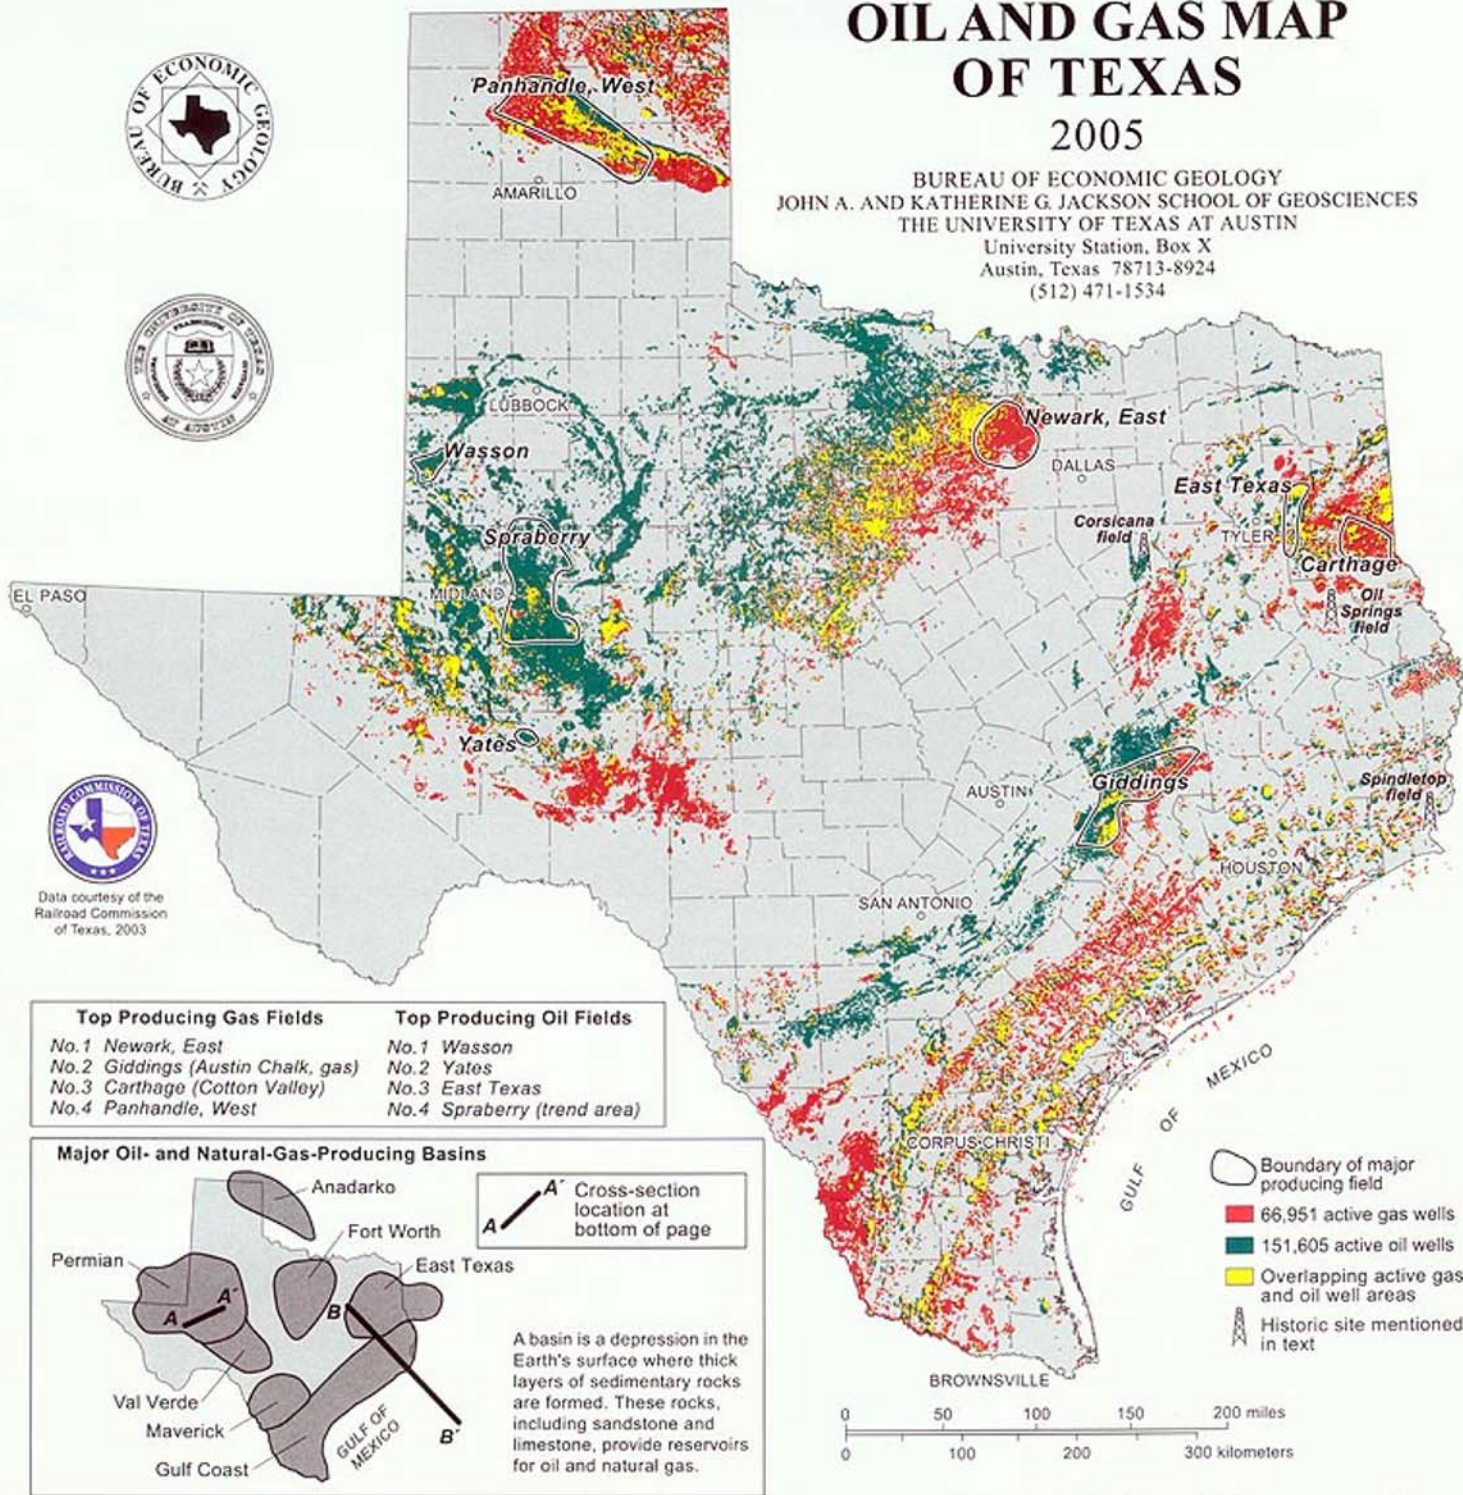 OIL AND GAS MAP
OF TEXAS
2005
BUREAU OF ECONOMIC GEOLOGY
JOHN A. AND KATHERINE G. JACKSON SCHOOL OF GEOSCIENCES
THE UNIVERSITY OF TEXAS AT AUSTIN
University Station, Box X
Austin, Texas 78713-8924
(512) 471-1534
BUREAU OF ECONOMIC GEOLOGY
Panhandle, West
AMARILLO
LUBBOCK
Wasson
Newark, East
DALLAS
East Texas
Corsicana
field
TYLER
Carthage
Oil
Springs
field
Spraberry
MIDLAND
EL PASO
Yates
Giddings
AUSTIN
Spindletop
field
HOUSTON
SAN ANTONIO
CORPUS CHRISTI
BROWNSVILLE
GULF OF MEXICO
RAILROAD COMMISSION OF TEXAS
Data courtesy of the
Railroad Commission
of Texas, 2003
Top Producing Gas Fields
No.1 Newark, East
No.2 Giddings (Austin Chalk, gas)
No.3 Carthage (Cotton Valley)
No.4 Panhandle, West
Top Producing Oil Fields
No.1 Wasson
No.2 Yates
No.3 East Texas
No.4 Spraberry (trend area)
Major Oil- and Natural-Gas-Producing Basins
Anadarko
Fort Worth
East Texas
Permian
A
A´
B
B´
Val Verde
Maverick
Gulf Coast
GULF OF
MEXICO
A
A´
Cross-section
location at
bottom of page
A basin is a depression in the
Earth's surface where thick
layers of sedimentary rocks
are formed. These rocks,
including sandstone and
limestone, provide reservoirs
for oil and natural gas.
Boundary of major
producing field
66,951 active gas wells
151,605 active oil wells
Overlapping active gas
and oil well areas
Historic site mentioned
in text
0 50 100 150 200 miles
0 100 200 300 kilometers